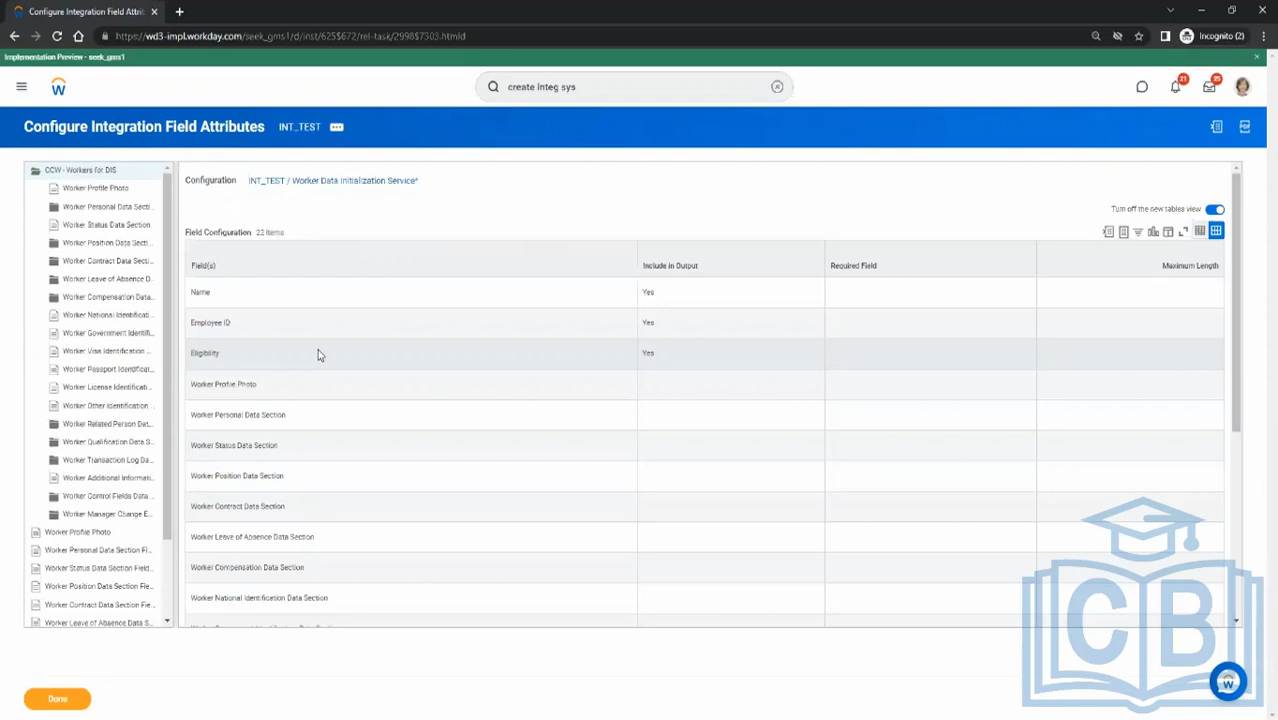 Configure Integration Field Attrib
https://wd3-impl.workday.com/seek_gms1/d/inst/625$672/rel-task/2998$7303.htmld
Incognito (2)
Implementation Preview - seek_gms1
create integ sys
21
25
Configure Integration Field Attributes
INT_TEST
PDF
CCW - Workers for DIS
Worker Profile Photo
Worker Personal Data Secti...
Worker Status Data Section
Worker Position Data Secti...
Worker Contract Data Secti...
Worker Leave of Absence D...
Worker Compensation Data...
Worker National Identificati...
Worker Government Identifi...
Worker Visa Identification ...
Worker Passport Identificat...
Worker License Identificatio...
Worker Other Identification...
Worker Related Person Dat...
Worker Qualification Data S...
Worker Transaction Log Da...
Worker Additional Informati...
Worker Control Fields Data...
Worker Manager Change E...
Worker Profile Photo
Worker Personal Data Section Fi...
Worker Status Data Section Field...
Worker Position Data Section Fie...
Worker Contract Data Section Fie...
Worker Leave of Absence Data S...
Configuration INT_TEST / Worker Data Initialization Service*
Turn off the new tables view
Field Configuration 22 items
Field(s) Include in Output Required Field Maximum Length
Name Yes
Employee ID Yes
Eligibility Yes
Worker Profile Photo
Worker Personal Data Section
Worker Status Data Section
Worker Position Data Section
Worker Contract Data Section
Worker Leave of Absence Data Section
Worker Compensation Data Section
Worker National Identification Data Section
CB
Done